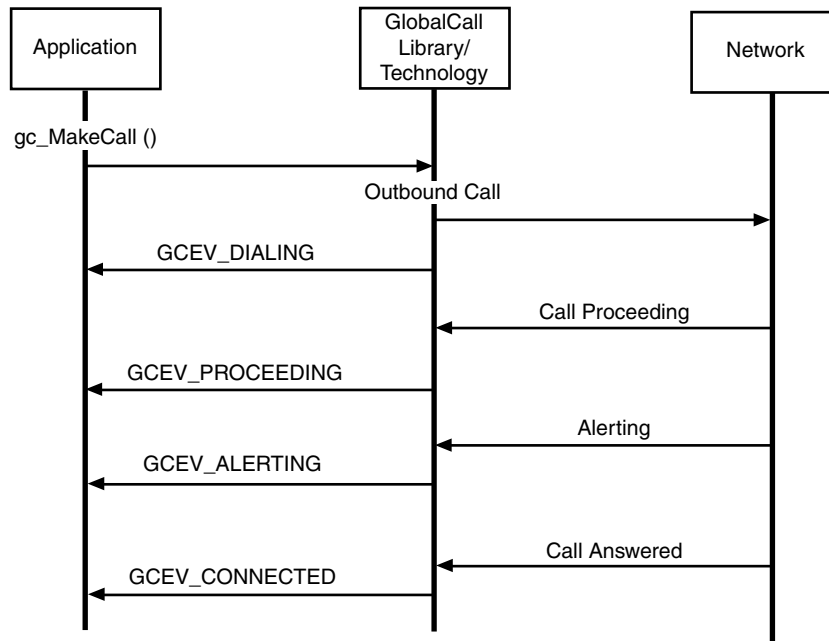 Application
GlobalCall
Library/
Technology
Network
gc_MakeCall ()
Outbound Call
GCEV_DIALING
Call Proceeding
GCEV_PROCEEDING
Alerting
GCEV_ALERTING
Call Answered
GCEV_CONNECTED